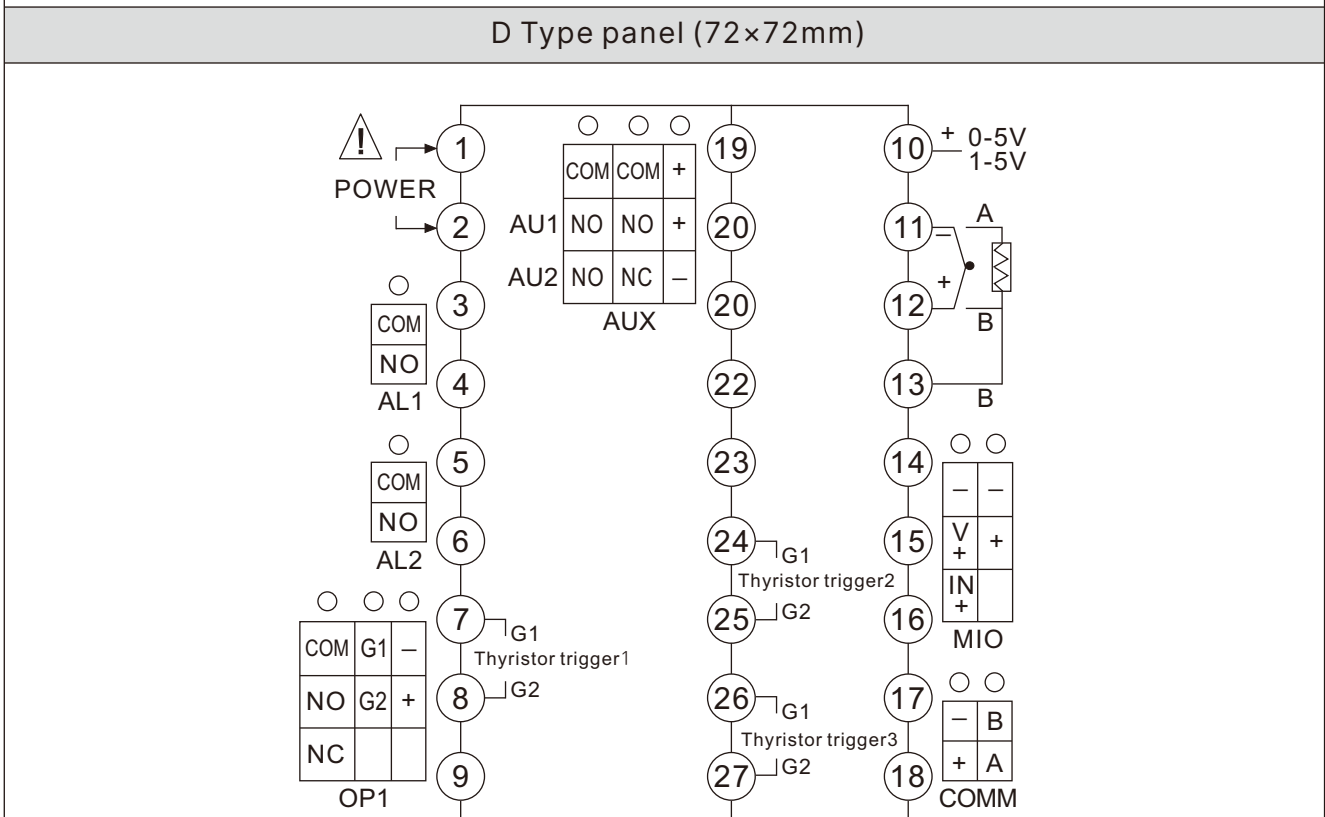 D Type panel (72×72mm)
1
POWER
2
3
COM
NO
4
AL1
5
COM
NO
6
AL2
7
G1
Thyristor trigger1
COM G1 –
NO G2 +
NC
8
G2
9
OP1
19
COM COM +
AU1 NO NO +
20
AU2 NO NC –
20
AUX
22
23
24
G1
Thyristor trigger2
25
G2
26
G1
Thyristor trigger3
27
G2
10
+ 0-5V
1-5V
11
–
A
+
12
B
13
B
14
– –
15
V + +
IN +
16
MIO
17
– B
+ A
18
COMM